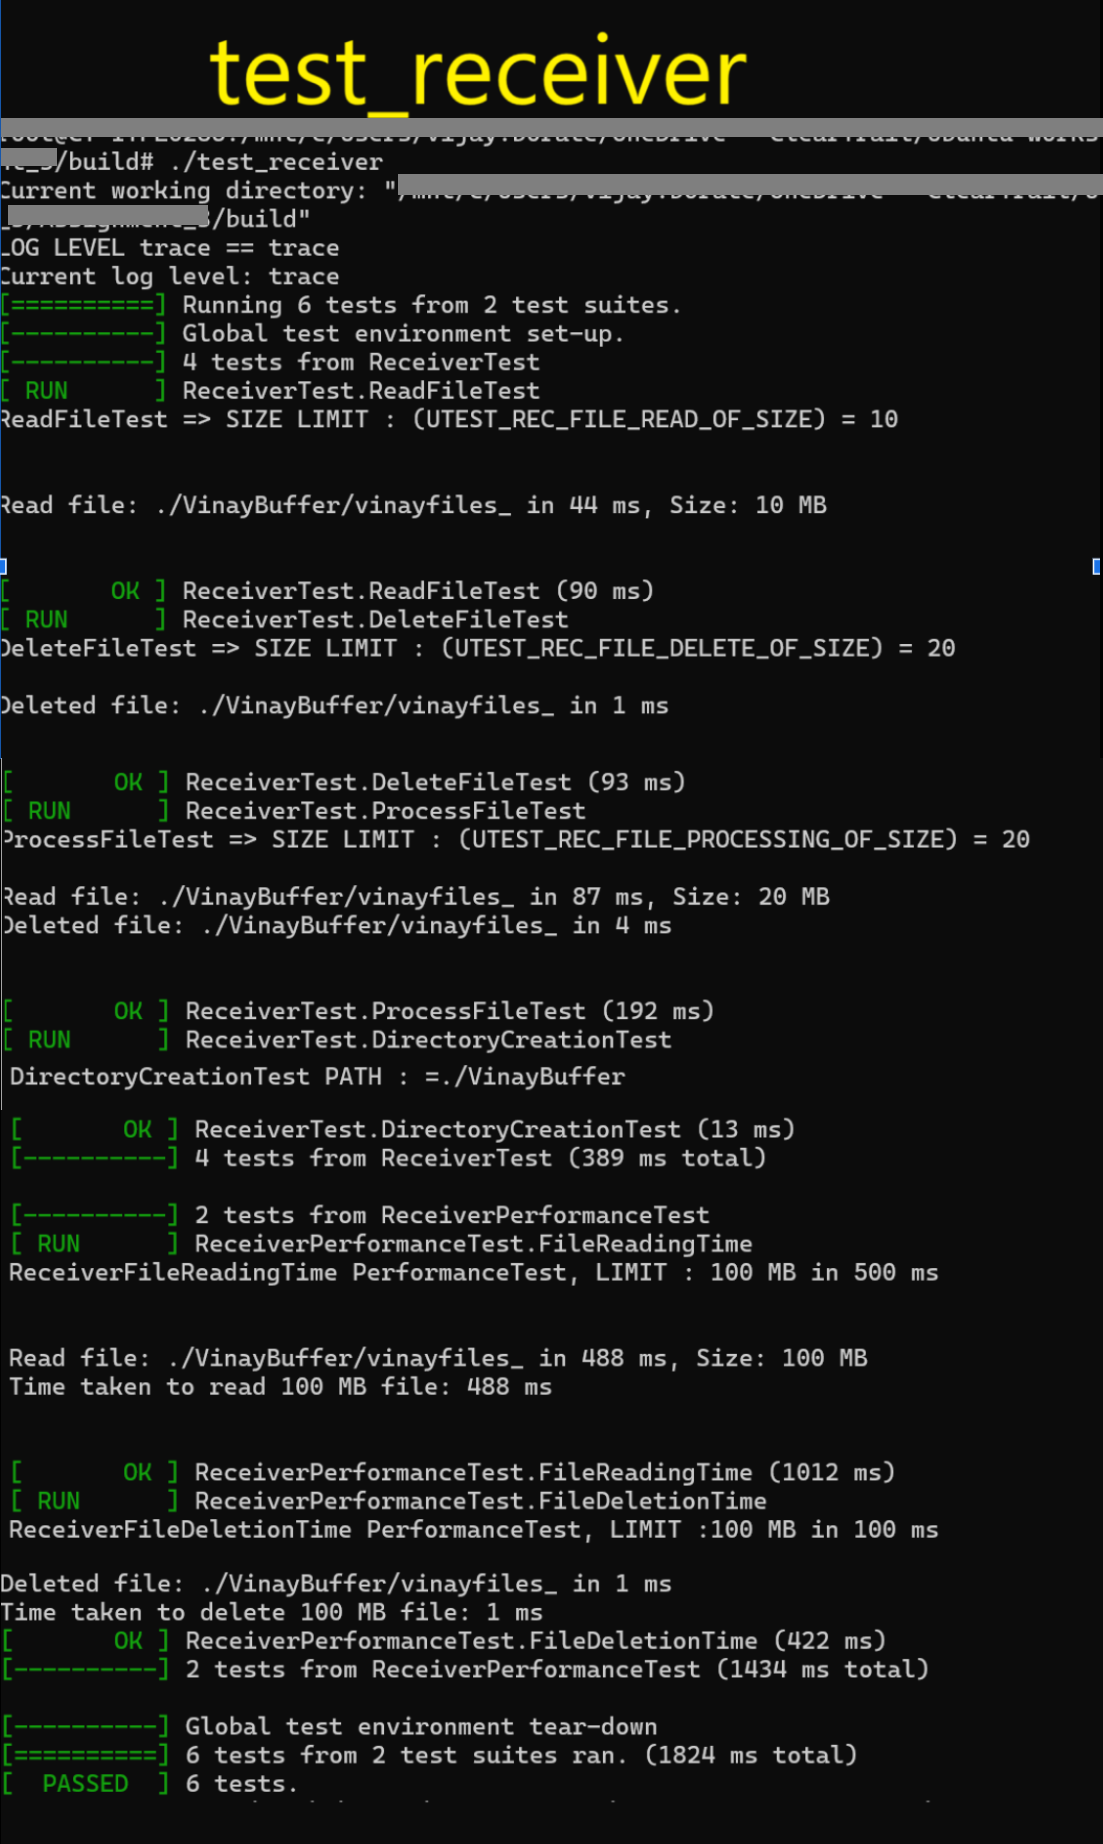 test_receiver
/build# ./test_receiver
Current working directory: "
/build"
LOG LEVEL trace == trace
Current log level: trace
[==========] Running 6 tests from 2 test suites.
[----------] Global test environment set-up.
[----------] 4 tests from ReceiverTest
[ RUN      ] ReceiverTest.ReadFileTest
ReadFileTest => SIZE LIMIT : (UTEST_REC_FILE_READ_OF_SIZE) = 10
Read file: ./VinayBuffer/vinayfiles_ in 44 ms, Size: 10 MB
[       OK ] ReceiverTest.ReadFileTest (90 ms)
[ RUN      ] ReceiverTest.DeleteFileTest
DeleteFileTest => SIZE LIMIT : (UTEST_REC_FILE_DELETE_OF_SIZE) = 20
Deleted file: ./VinayBuffer/vinayfiles_ in 1 ms
[       OK ] ReceiverTest.DeleteFileTest (93 ms)
[ RUN      ] ReceiverTest.ProcessFileTest
ProcessFileTest => SIZE LIMIT : (UTEST_REC_FILE_PROCESSING_OF_SIZE) = 20
Read file: ./VinayBuffer/vinayfiles_ in 87 ms, Size: 20 MB
Deleted file: ./VinayBuffer/vinayfiles_ in 4 ms
[       OK ] ReceiverTest.ProcessFileTest (192 ms)
[ RUN      ] ReceiverTest.DirectoryCreationTest
DirectoryCreationTest PATH : =./VinayBuffer
[       OK ] ReceiverTest.DirectoryCreationTest (13 ms)
[----------] 4 tests from ReceiverTest (389 ms total)
[----------] 2 tests from ReceiverPerformanceTest
[ RUN      ] ReceiverPerformanceTest.FileReadingTime
ReceiverFileReadingTime PerformanceTest, LIMIT : 100 MB in 500 ms
Read file: ./VinayBuffer/vinayfiles_ in 488 ms, Size: 100 MB
Time taken to read 100 MB file: 488 ms
[       OK ] ReceiverPerformanceTest.FileReadingTime (1012 ms)
[ RUN      ] ReceiverPerformanceTest.FileDeletionTime
ReceiverFileDeletionTime PerformanceTest, LIMIT :100 MB in 100 ms
Deleted file: ./VinayBuffer/vinayfiles_ in 1 ms
Time taken to delete 100 MB file: 1 ms
[       OK ] ReceiverPerformanceTest.FileDeletionTime (422 ms)
[----------] 2 tests from ReceiverPerformanceTest (1434 ms total)
[----------] Global test environment tear-down
[==========] 6 tests from 2 test suites ran. (1824 ms total)
[  PASSED  ] 6 tests.